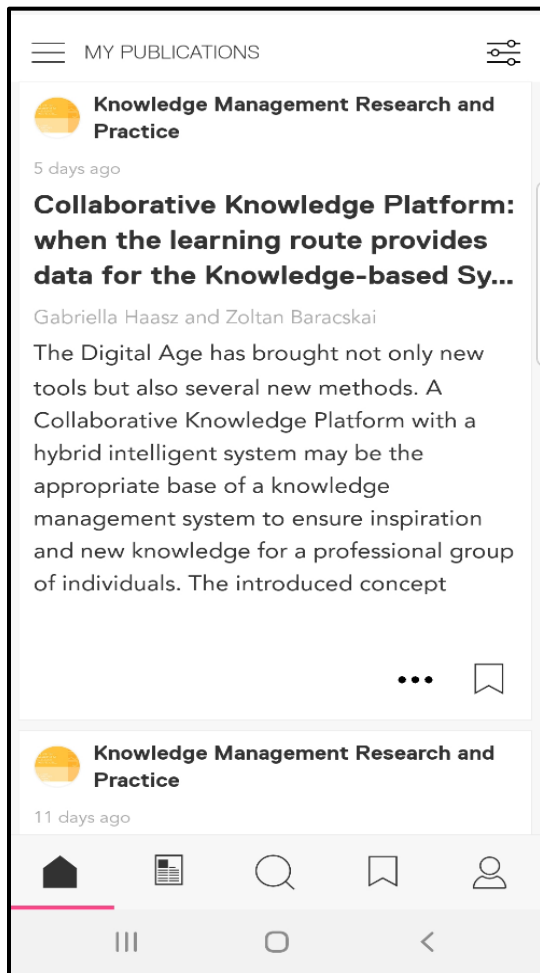 MY PUBLICATIONS
Knowledge Management Research and
Practice
5 days ago
Collaborative Knowledge Platform:
when the learning route provides
data for the Knowledge-based Sy...
Gabriella Haasz and Zoltan Baracskai
The Digital Age has brought not only new
tools but also several new methods. A
Collaborative Knowledge Platform with a
hybrid intelligent system may be the
appropriate base of a knowledge
management system to ensure inspiration
and new knowledge for a professional group
of individuals. The introduced concept
Knowledge Management Research and
Practice
11 days ago